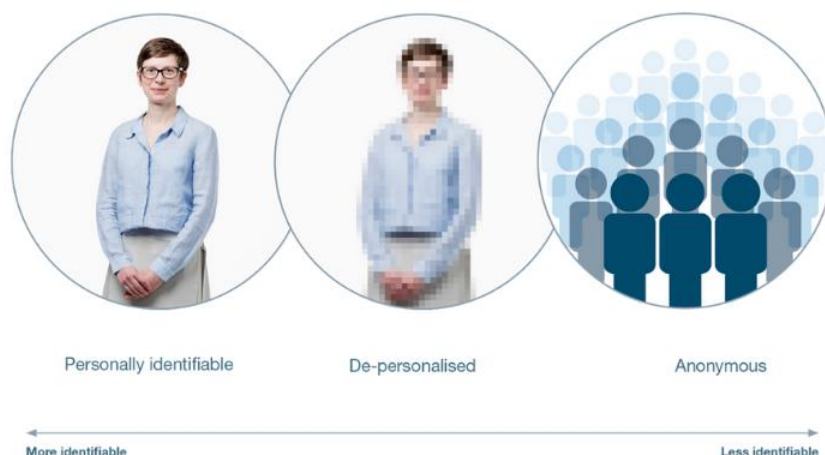 Personally identifiable
De-personalised
Anonymous
More identifiable
Less identifiable